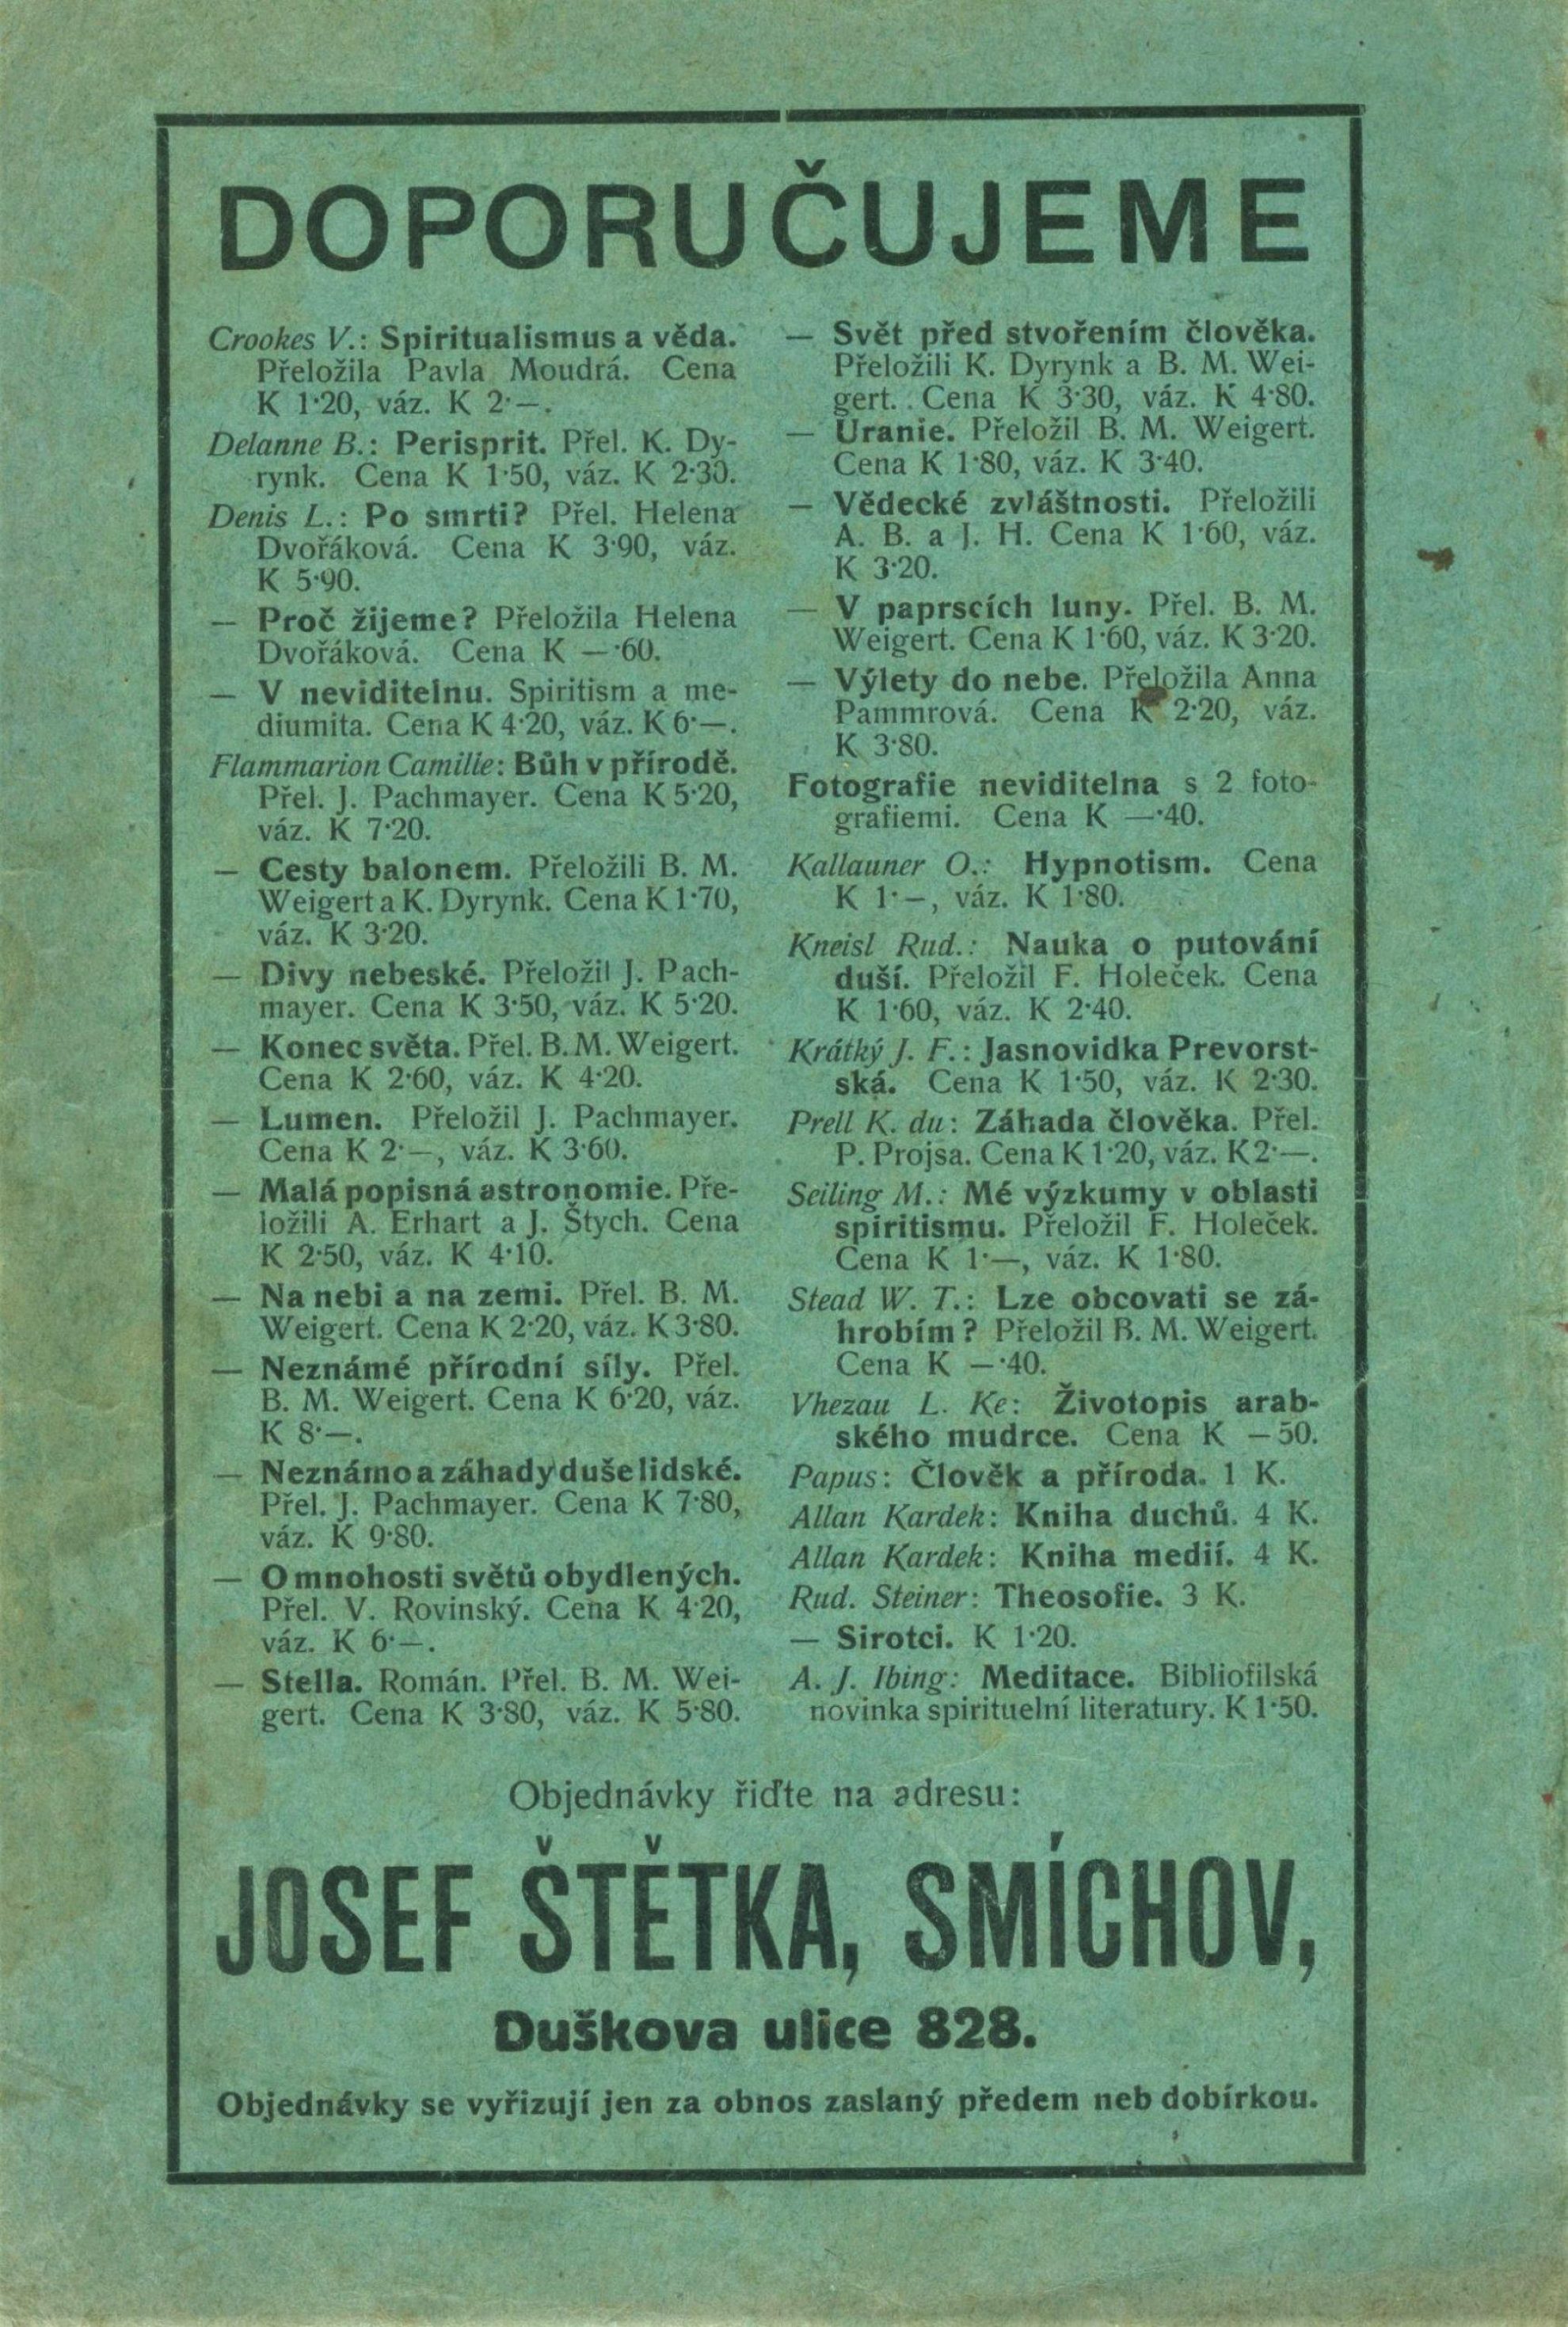 DOPORUČUJEME
Crookes V.: Spiritualismus a věda.
Přeložila Pavla Moudrá. Cena
K 1·20, váz. K 2·—.
Delanne B.: Perisprit. Přel. K. Dy-
rynk. Cena K 1·50, váz. K 2·30.
Denis L.: Po smrti? Přel. Helena
Dvořáková. Cena K 3·90, váz.
K 5·90.
— Proč žijeme? Přeložila Helena
Dvořáková. Cena K —·60.
— V neviditelnu. Spiritism a me-
diumita. Cena K 4·20, váz. K 6·—.
Flammarion Camille: Bůh v přírodě.
Přel. J. Pachmayer. Cena K 5·20,
váz. K 7·20.
— Cesty balonem. Přeložili B. M.
Weigert a K. Dyrynk. Cena K 1·70,
váz. K 3·20.
— Divy nebeské. Přeložil J. Pach-
mayer. Cena K 3·50, váz. K 5·20.
— Konec světa. Přel. B. M. Weigert.
Cena K 2·60, váz. K 4·20.
— Lumen. Přeložil J. Pachmayer.
Cena K 2·—, váz. K 3·60.
— Malá popisná astronomie. Pře-
ložili A. Erhart a J. Štych. Cena
K 2·50, váz. K 4·10.
— Na nebi a na zemi. Přel. B. M.
Weigert. Cena K 2·20, váz. K 3·80.
— Neznámé přírodní síly. Přel.
B. M. Weigert. Cena K 6·20, váz.
K 8·—.
— Neznámo a záhady duše lidské.
Přel. J. Pachmayer. Cena K 7·80,
váz. K 9·80.
— O mnohosti světů obydlených.
Přel. V. Rovinský. Cena K 4·20,
váz. K 6·—.
— Stella. Román. Přel. B. M. Wei-
gert. Cena K 3·80, váz. K 5·80.
— Svět před stvořením člověka.
Přeložili K. Dyrynk a B. M. Wei-
gert. Cena K 3·30, váz. K 4·80.
— Uranie. Přeložil B. M. Weigert.
Cena K 1·80, váz. K 3·40.
— Vědecké zvláštnosti. Přeložili
A. B. a J. H. Cena K 1·60, váz.
K 3·20.
— V paprscích luny. Přel. B. M.
Weigert. Cena K 1·60, váz. K 3·20.
— Výlety do nebe. Přeložila Anna
Pammrová. Cena K 2·20, váz.
K 3·80.
Fotografie neviditelna s 2 foto-
grafiemi. Cena K —·40.
Kallauner O.: Hypnotism. Cena
K 1·—, váz. K 1·80.
Kneisl Rud.: Nauka o putování
duší. Přeložil F. Holeček. Cena
K 1·60, váz. K 2·40.
Krátký J. F.: Jasnovidka Prevorst-
ská. Cena K 1·50, váz. K 2·30.
Prell K. du: Záhada člověka. Přel.
P. Projsa. Cena K 1·20, váz. K 2·—.
Seiling M.: Mé výzkumy v oblasti
spiritismu. Přeložil F. Holeček.
Cena K 1·—, váz. K 1·80.
Stead W. T.: Lze obcovati se zá-
hrobím? Přeložil B. M. Weigert.
Cena K —·40.
Vhezau L. Ke: Životopis arab-
ského mudrce. Cena K —50.
Papus: Člověk a příroda. 1 K.
Allan Kardek: Kniha duchů. 4 K.
Allan Kardek: Kniha medií. 4 K.
Rud. Steiner: Theosofie. 3 K.
— Sirotci. K 1·20.
A. J. Ibing: Meditace. Bibliofilská
novinka spirituelní literatury. K 1·50.
Objednávky řiďte na adresu:
JOSEF ŠTĚTKA, SMÍCHOV,
Duškova ulice 828.
Objednávky se vyřizují jen za obnos zaslaný předem neb dobírkou.